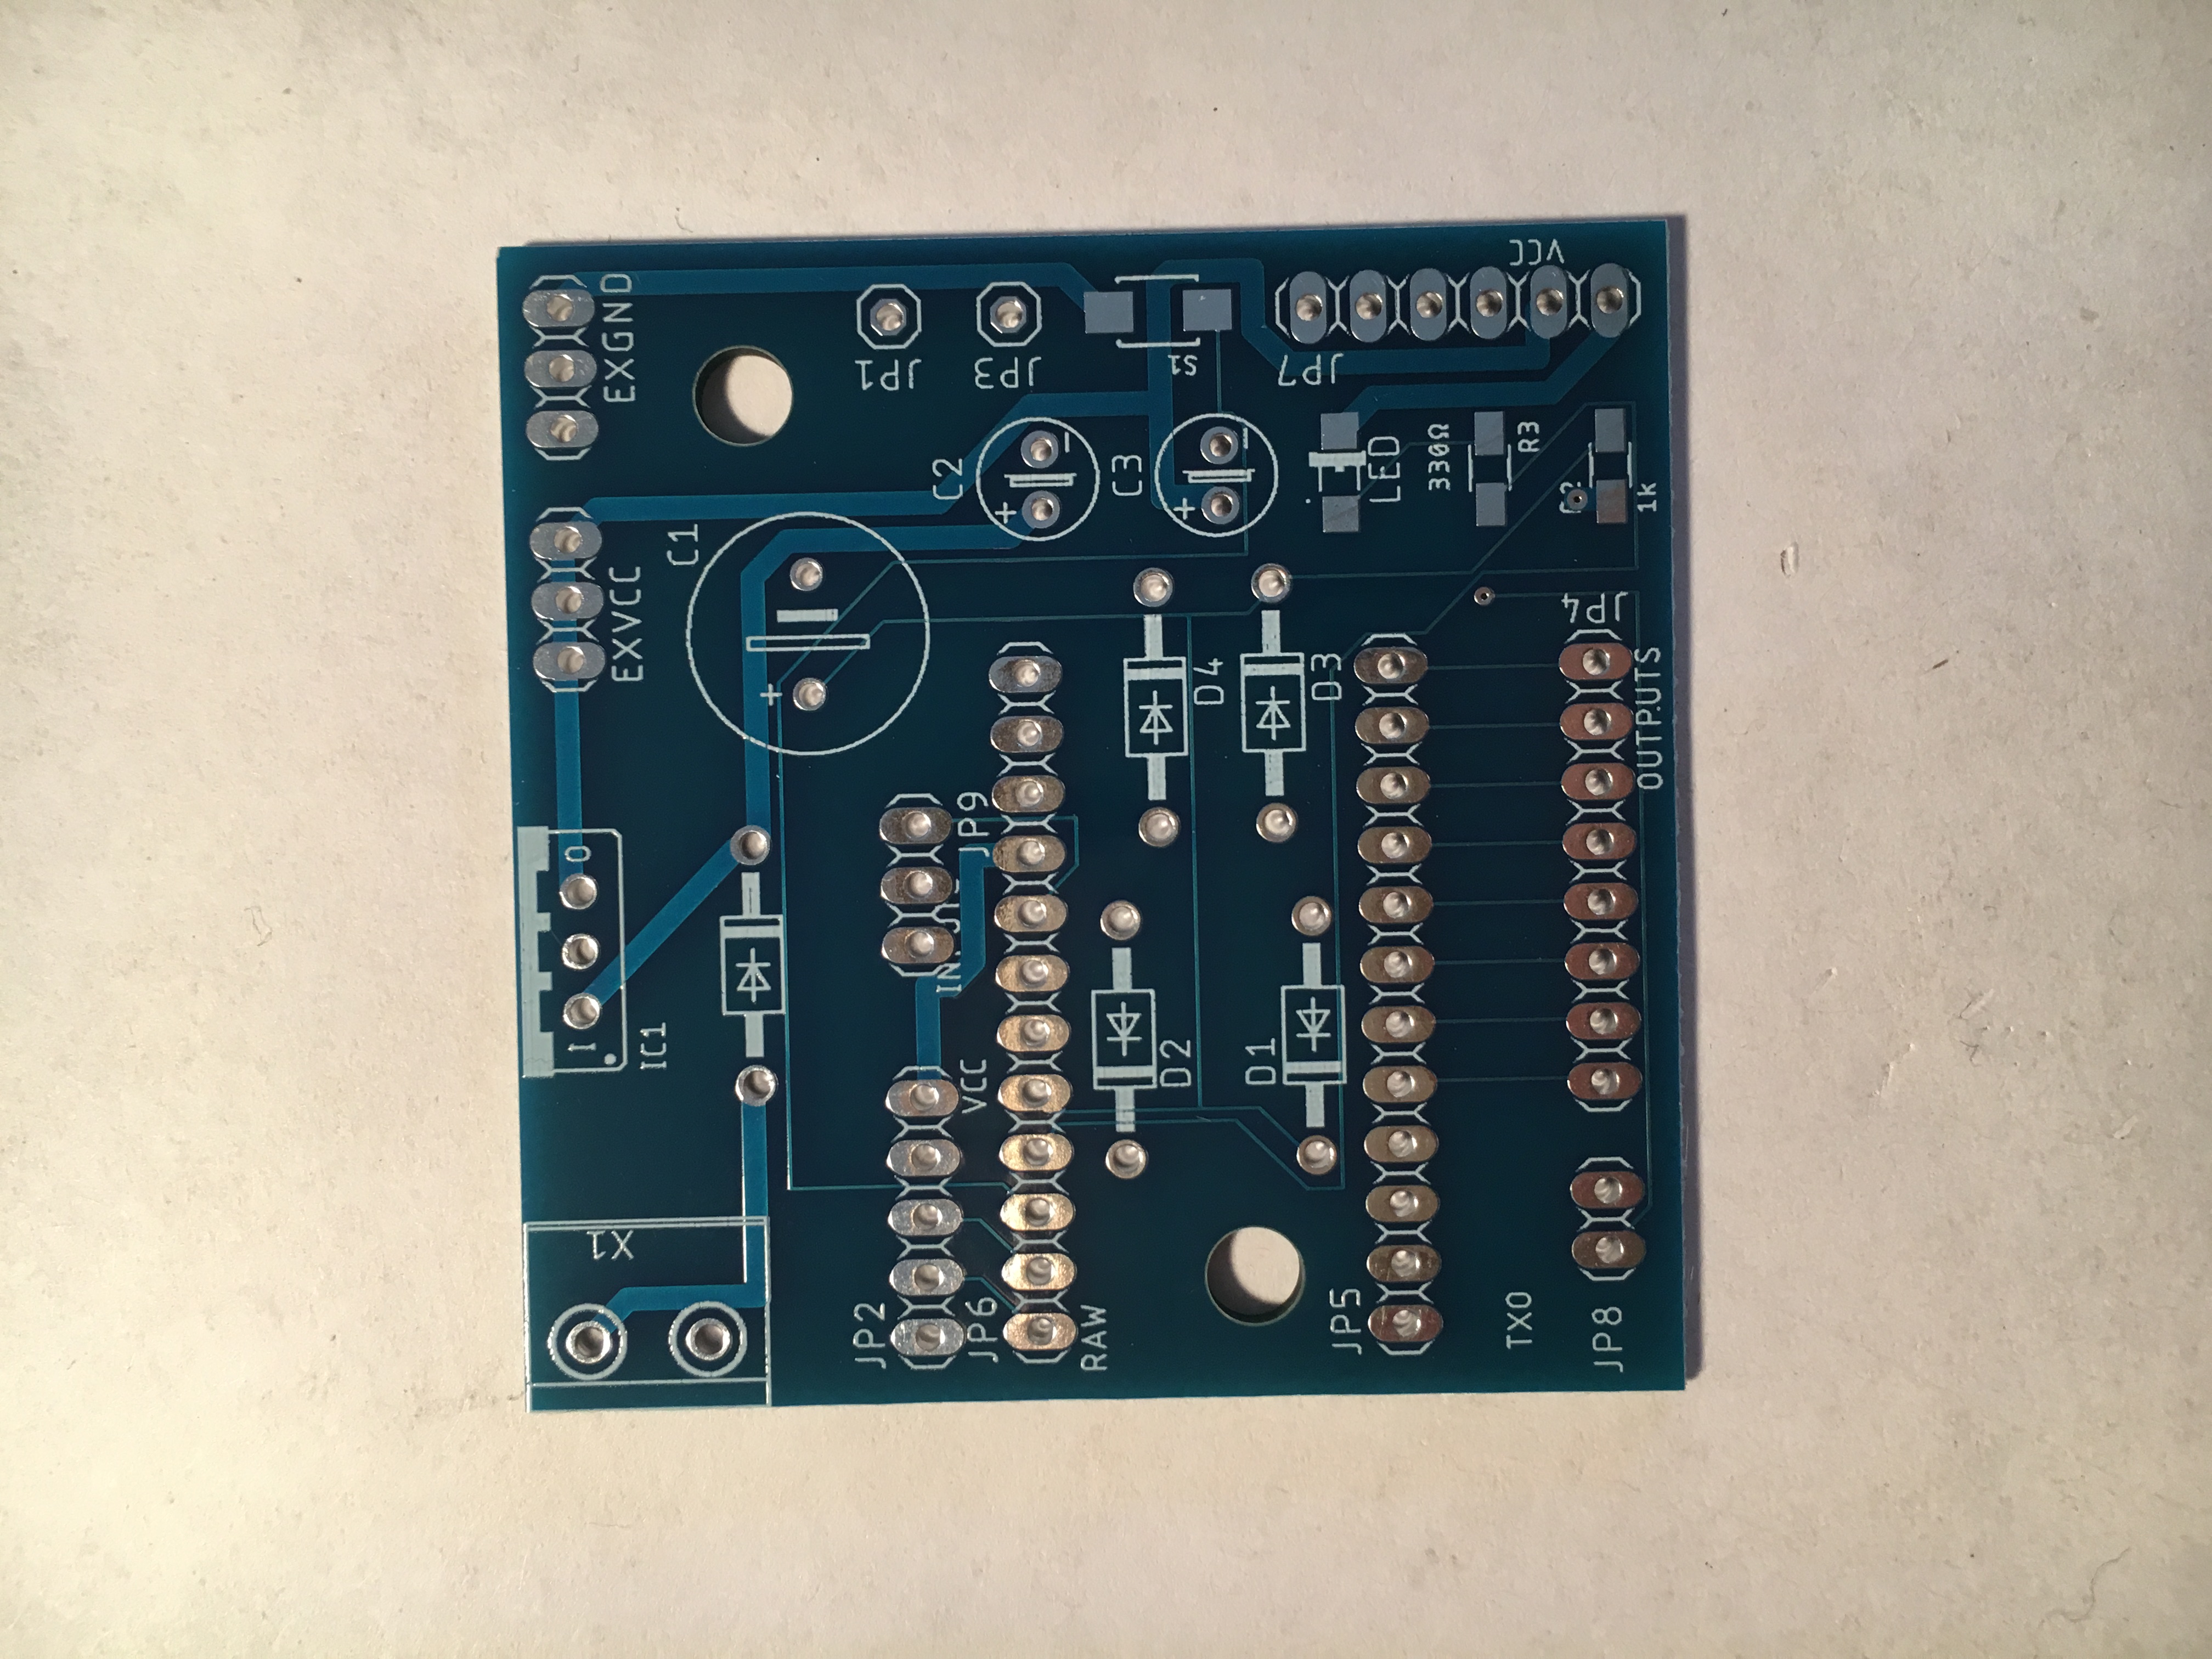 X1
I
O
IC1
EXVCC
EXGND
C1
+
JP2
JP1
JP6
VCC
JP9
C2
+
JP3
RAW
D2
C3
+
D4
S1
D1
D3
JP7
JP5
LED
330Ω
R3
VCC
TX0
JP8
JP4
OUTPUTS
1K